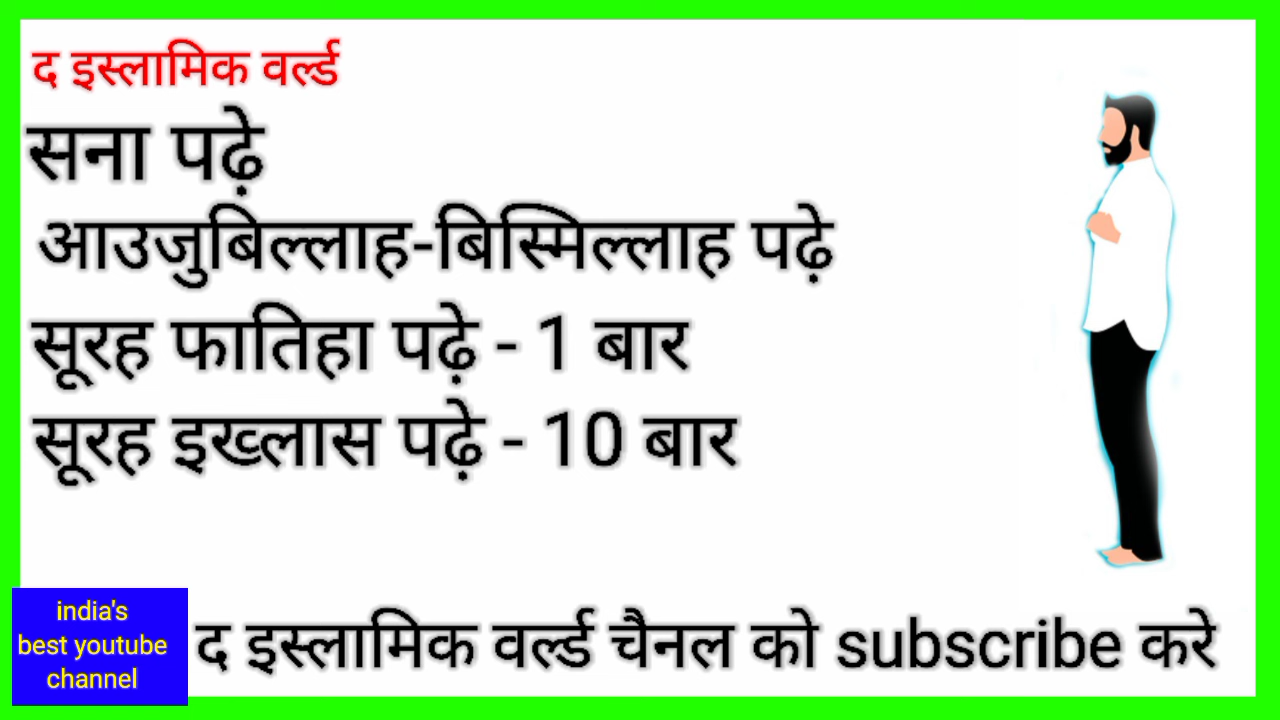 द इस्लामिक वर्ल्ड
सना पढ़े
आउजुबिल्लाह-बिस्मिल्लाह पढ़े
सूरह फातिहा पढ़े - 1 बार
सूरह इख्लास पढ़े - 10 बार
india's
best youtube
channel
द इस्लामिक वर्ल्ड चैनल को subscribe करे